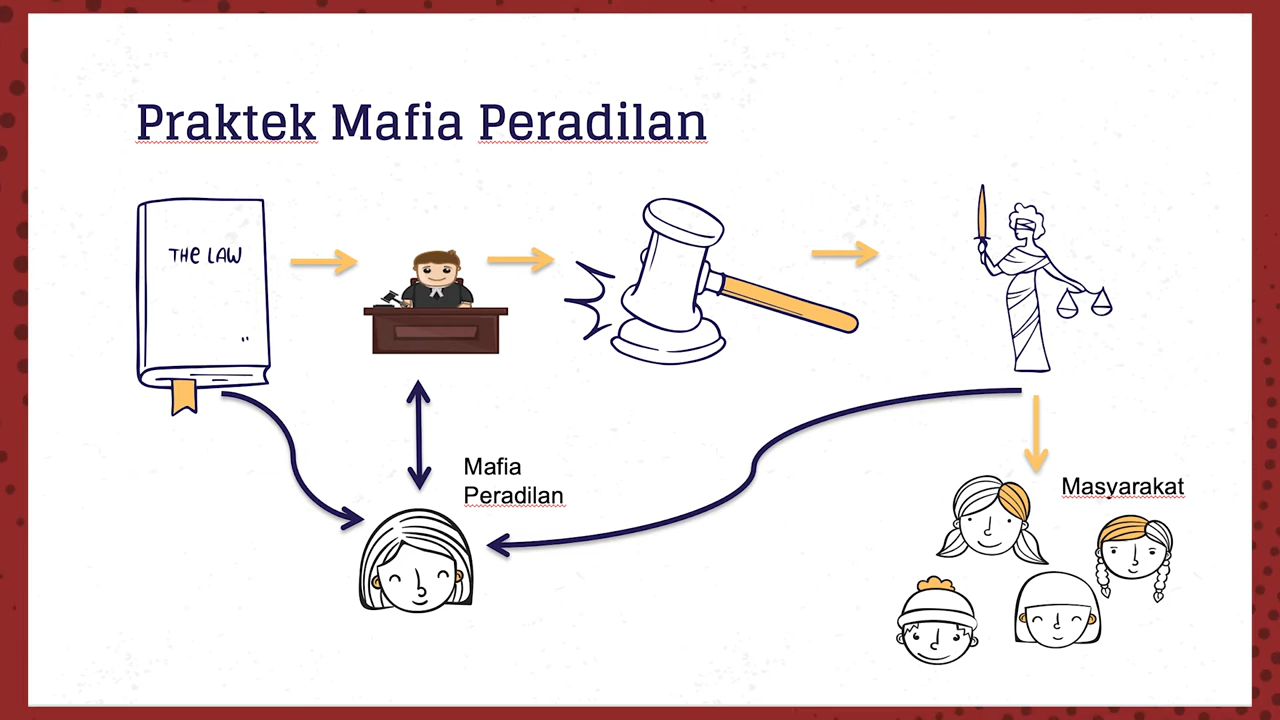 Praktek Mafia Peradilan
THE LAW
Mafia
Peradilan
Masyarakat